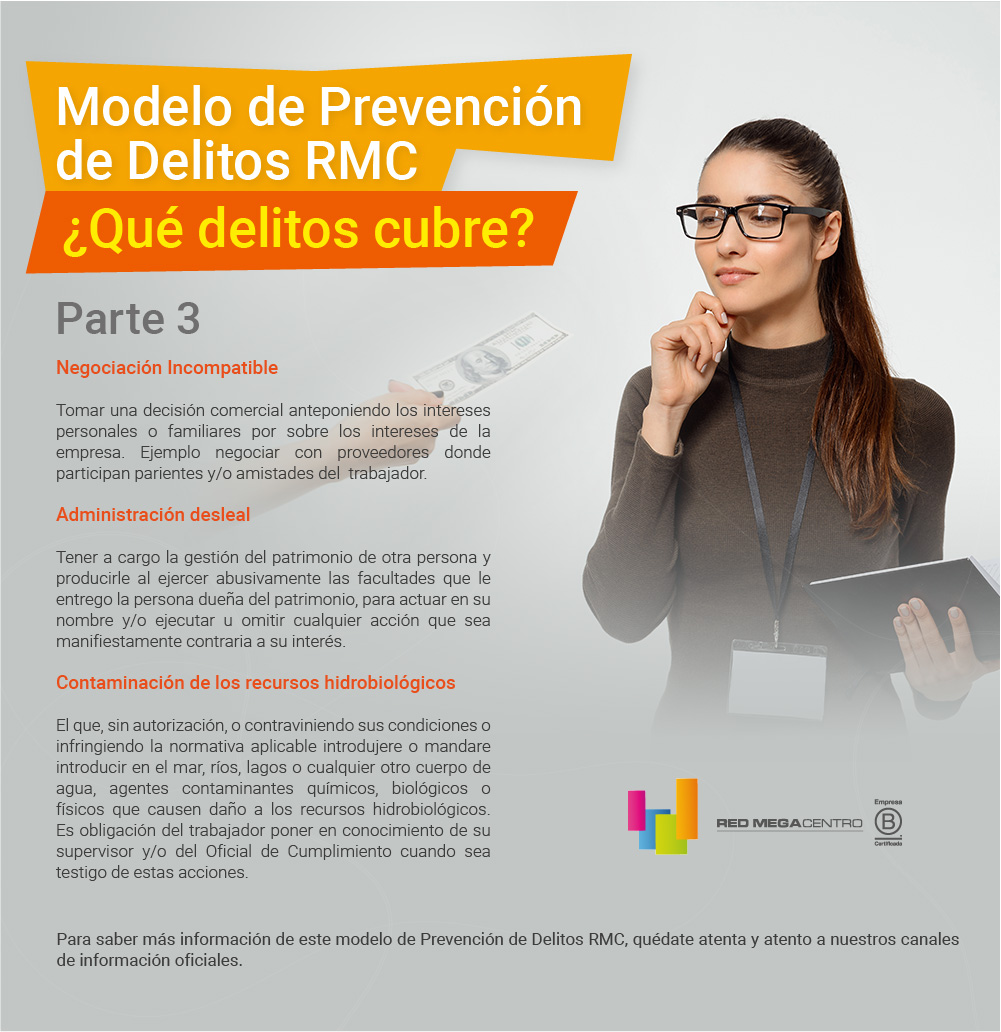 Modelo de Prevención
de Delitos RMC
¿Qué delitos cubre?
Parte 3
Negociación Incompatible
Tomar una decisión comercial anteponiendo los intereses
personales o familiares por sobre los intereses de la
empresa. Ejemplo negociar con proveedores donde
participan parientes y/o amistades del trabajador.
Administración desleal
Tener a cargo la gestión del patrimonio de otra persona y
producirle al ejercer abusivamente las facultades que le
entrego la persona dueña del patrimonio, para actuar en su
nombre y/o ejecutar u omitir cualquier acción que sea
manifiestamente contraria a su interés.
Contaminación de los recursos hidrobiológicos
El que, sin autorización, o contraviniendo sus condiciones o
infringiendo la normativa aplicable introdujere o mandare
introducir en el mar, ríos, lagos o cualquier otro cuerpo de
agua, agentes contaminantes químicos, biológicos o
físicos que causen daño a los recursos hidrobiológicos.
Es obligación del trabajador poner en conocimiento de su
supervisor y/o del Oficial de Cumplimiento cuando sea
testigo de estas acciones.
RED MEGACENTRO
Empresa
B
Certificada
Para saber más información de este modelo de Prevención de Delitos RMC, quédate atenta y atento a nuestros canales
de información oficiales.